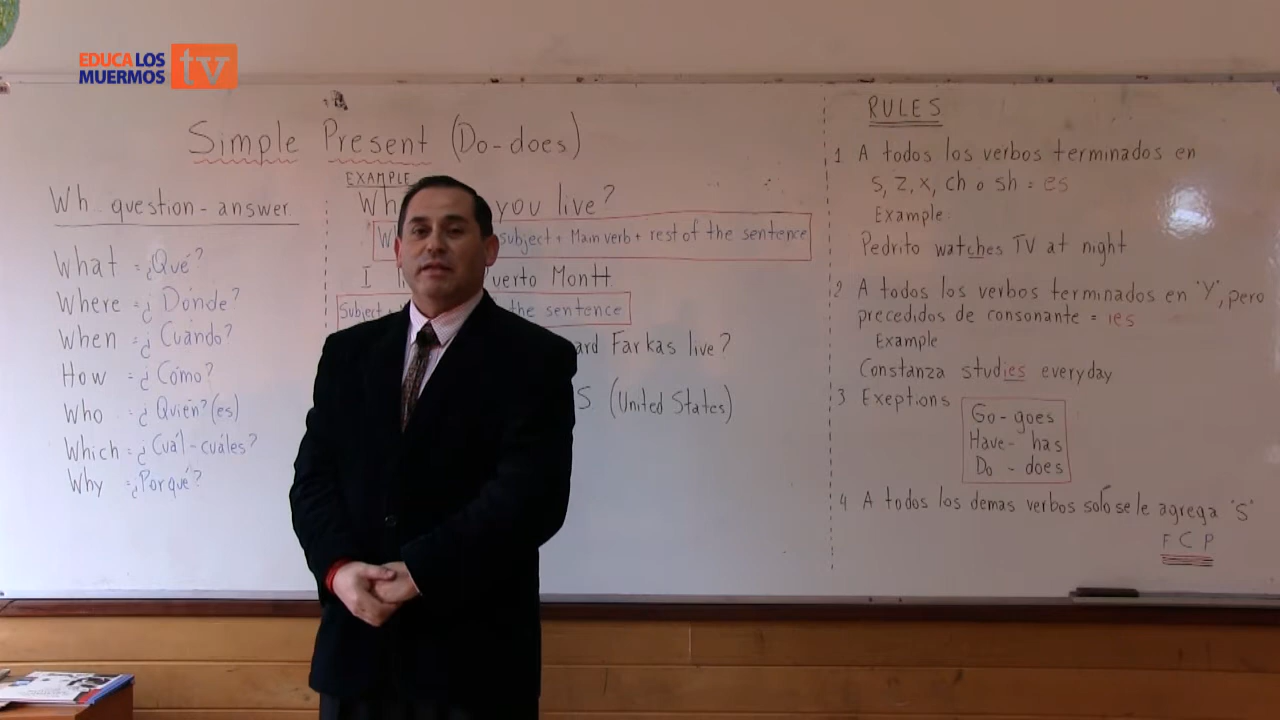 EDUCA LOS
MUERMOS
tv
Simple Present (Do-does)
Wh_ question - answer
What = ¿Qué?
Where = ¿Dónde?
When = ¿Cuándo?
How = ¿Cómo?
Who = ¿Quién?(es)
Which = ¿Cuál - cuáles?
Why = ¿Por qué?
EXAMPLE
you live?
subject + Main verb + rest of the sentence
I Montt
Subject + the sentence
Farkas live?
(United States)
RULES
1 A todos los verbos terminados en
s, z, x, ch o sh = es
Example
Pedrito watches TV at night
2 A todos los verbos terminados en "Y", pero
precedidos de consonante = ies
Example
Constanza studies everyday
3 Exeptions
Go - goes
Have - has
Do - does
4 A todos los demas verbos solo se le agrega "S"
F C P